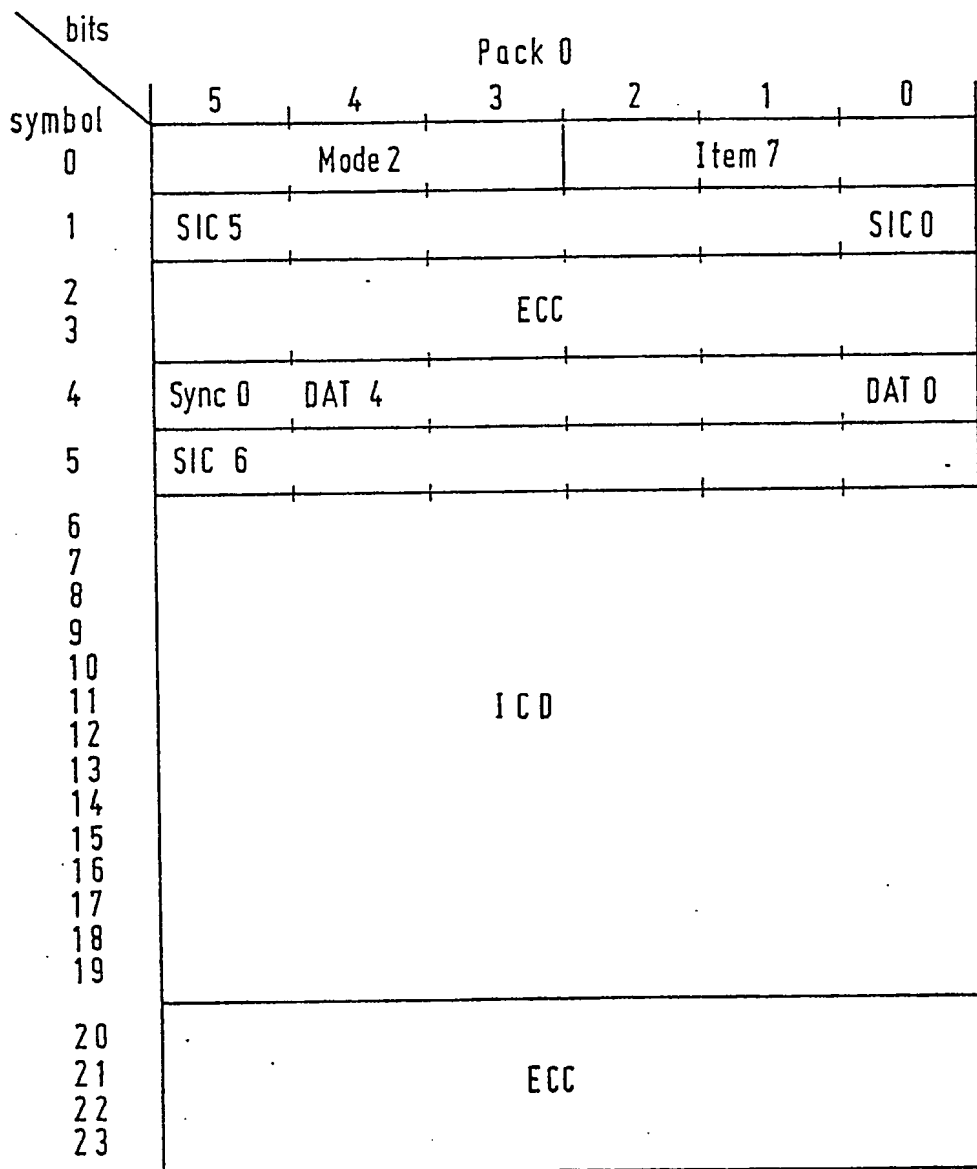 bits
Pack 0
5 4 3 2 1 0
symbol
0 Mode 2 Item 7
1 SIC 5 SIC 0
2
ECC
3
4 Sync 0 DAT 4 DAT 0
5 SIC 6
6
7
8
9
10
11 ICD
12
13
14
15
16
17
18
19
20
21 ECC
22
23